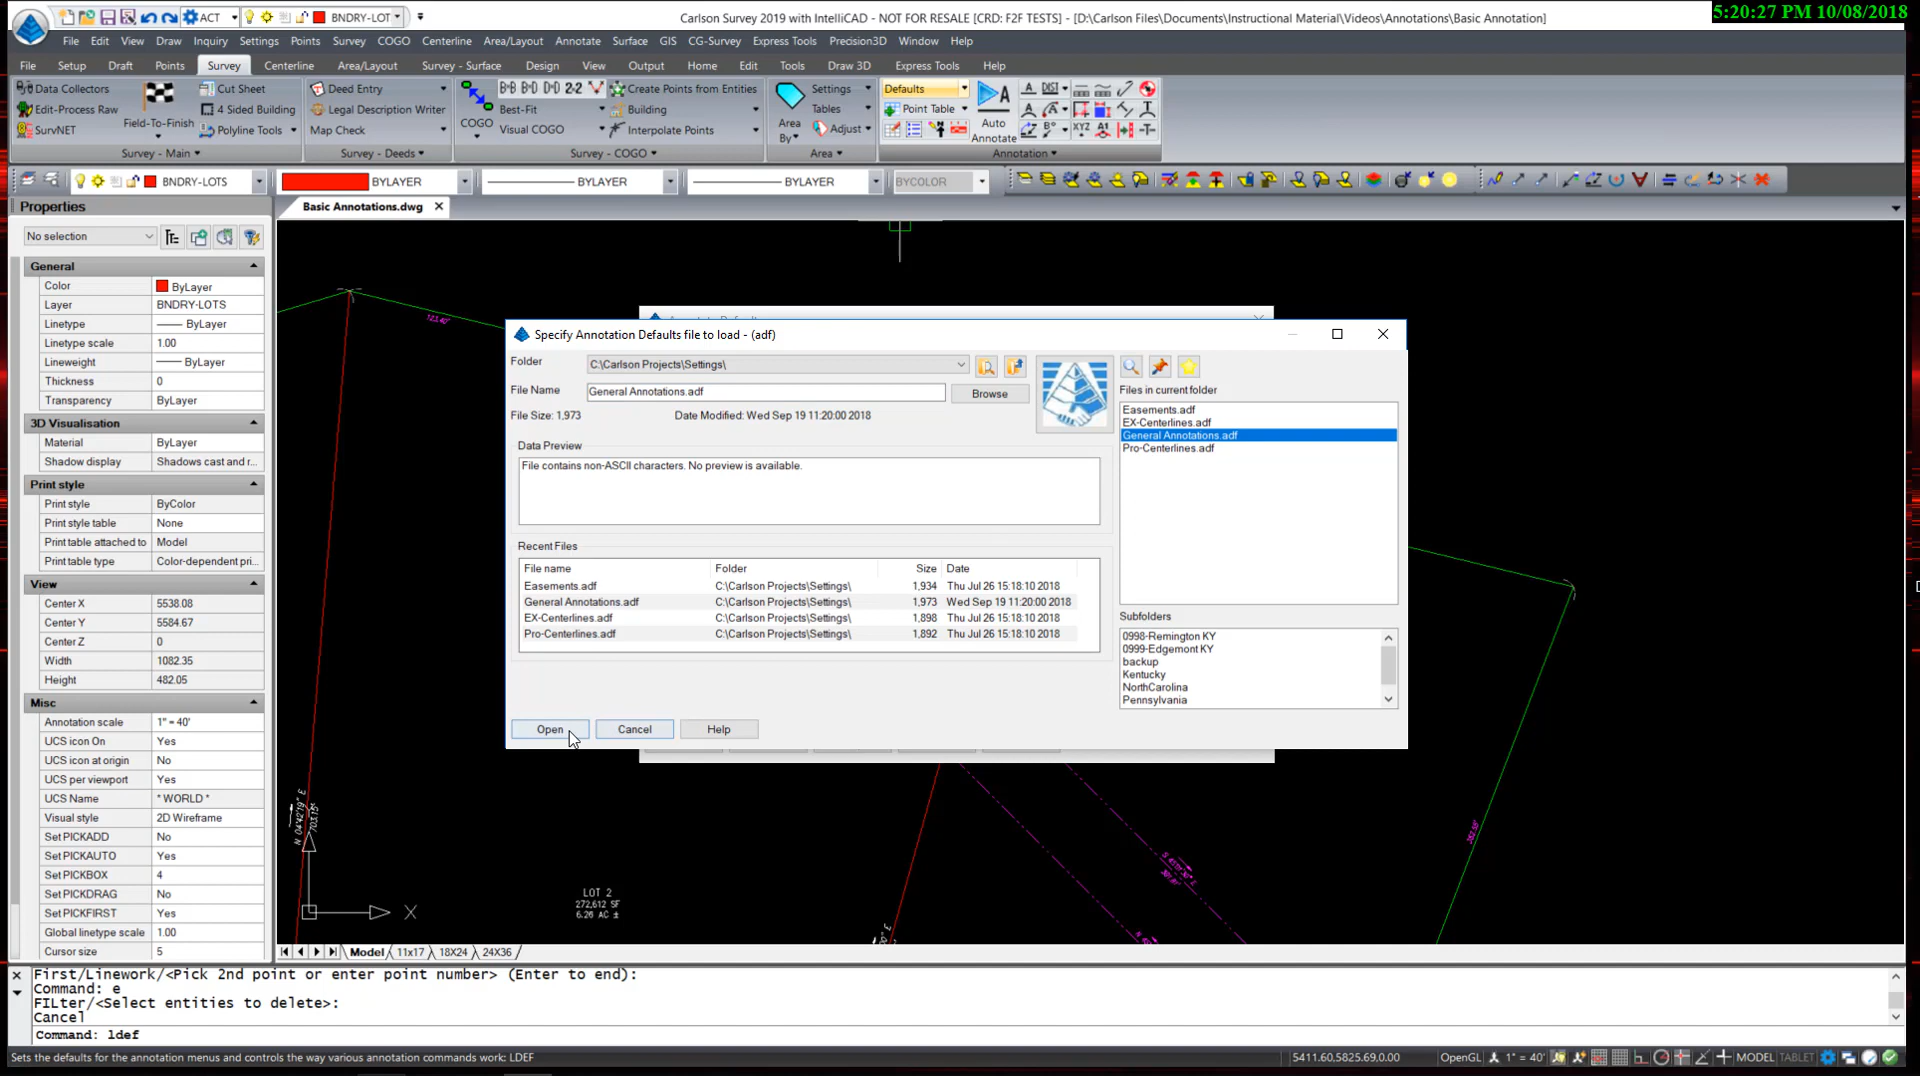 5:20:27 PM 10/08/2018
ACT
BNDRY-LOT
Carlson Survey 2019 with IntelliCAD - NOT FOR RESALE [CRD: F2F TESTS] - [D:\Carlson Files\Documents\Instructional Material\Videos\Annotations\Basic Annotation]
File Edit View Draw Inquiry Settings Points Survey COGO Centerline Area/Layout Annotate Surface GIS CG-Survey Express Tools Precision3D Window Help
File Setup Draft Points Survey Centerline Area/Layout Survey - Surface Design View Output Home Edit Tools Draw 3D Express Tools Help
Data Collectors Cut Sheet Deed Entry Create Points from Entities Settings Defaults
Edit-Process Raw 4 Sided Building Legal Description Writer Best-Fit Building Tables Point Table
SurvNET Field-To-Finish Polyline Tools Map Check COGO Visual COGO Interpolate Points Area By Adjust Auto Annotate
Survey - Main Survey - Deeds Survey - COGO Area Annotation
BNDRY-LOTS BYLAYER BYLAYER BYLAYER BYCOLOR
Properties
Basic Annotations.dwg
No selection
General
Color ByLayer
Layer BNDRY-LOTS
Linetype ByLayer
Linetype scale 1.00
Lineweight ByLayer
Thickness 0
Transparency ByLayer
3D Visualisation
Material ByLayer
Shadow display Shadows cast and r...
Print style
Print style ByColor
Print style table None
Print table attached to Model
Print table type Color-dependent pri...
View
Center X 5538.08
Center Y 5584.67
Center Z 0
Width 1082.35
Height 482.05
Misc
Annotation scale 1" = 40'
UCS icon On Yes
UCS icon at origin No
UCS per viewport Yes
UCS Name * WORLD *
Visual style 2D Wireframe
Set PICKADD No
Set PICKAUTO Yes
Set PICKBOX 4
Set PICKDRAG No
Set PICKFIRST Yes
Global linetype scale 1.00
Cursor size 5
Specify Annotation Defaults file to load - (adf)
Folder C:\Carlson Projects\Settings\
File Name General Annotations.adf Browse
File Size: 1,973 Date Modified: Wed Sep 19 11:20:00 2018
Data Preview
File contains non-ASCII characters. No preview is available.
Recent Files
File name Folder Size Date
Easements.adf C:\Carlson Projects\Settings\ 1,934 Thu Jul 26 15:18:10 2018
General Annotations.adf C:\Carlson Projects\Settings\ 1,973 Wed Sep 19 11:20:00 2018
EX-Centerlines.adf C:\Carlson Projects\Settings\ 1,898 Thu Jul 26 15:18:10 2018
Pro-Centerlines.adf C:\Carlson Projects\Settings\ 1,892 Thu Jul 26 15:18:10 2018
Open Cancel Help
Files in current folder
Easements.adf
EX-Centerlines.adf
General Annotations.adf
Pro-Centerlines.adf
Subfolders
0998-Remington KY
0999-Edgemont KY
backup
Kentucky
NorthCarolina
Pennsylvania
N 04°42'19" E
703.15'
LOT 2
272,612 SF
6.26 AC ±
X
Model 11x17 18X24 24X36
First/Linework/<Pick 2nd point or enter point number> (Enter to end):
Command: e
FILter/<Select entities to delete>:
Cancel
Command: ldef
Sets the defaults for the annotation menus and controls the way various annotation commands work: LDEF
5411.60,5825.69,0.00 OpenGL 1" = 40' MODEL TABLET